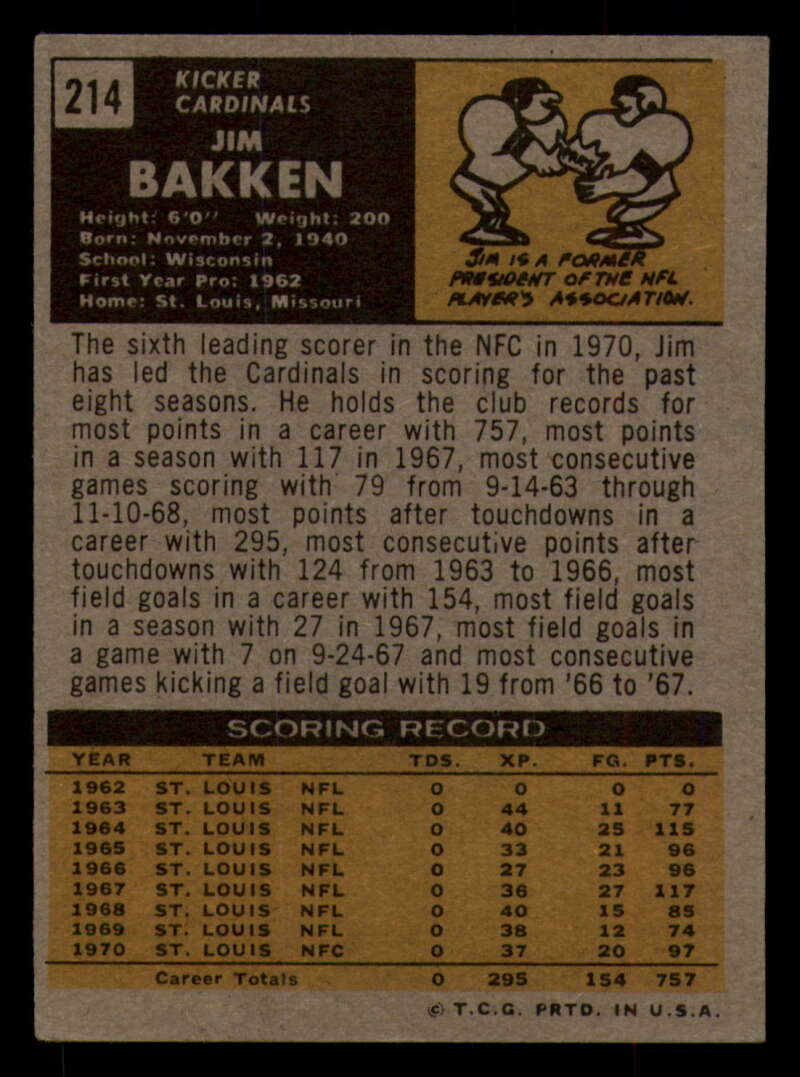 214
KICKER
CARDINALS
JIM
BAKKEN
Height: 6'0" Weight: 200
Born: November 2, 1940
School: Wisconsin
First Year Pro: 1962
Home: St. Louis, Missouri
JIM IS A FORMER
PRESIDENT OF THE NFL
PLAYER'S ASSOCIATION.
The sixth leading scorer in the NFC in 1970, Jim
has led the Cardinals in scoring for the past
eight seasons. He holds the club records for
most points in a career with 757, most points
in a season with 117 in 1967, most consecutive
games scoring with 79 from 9-14-63 through
11-10-68, most points after touchdowns in a
career with 295, most consecutive points after
touchdowns with 124 from 1963 to 1966, most
field goals in a career with 154, most field goals
in a season with 27 in 1967, most field goals in
a game with 7 on 9-24-67 and most consecutive
games kicking a field goal with 19 from '66 to '67.
SCORING RECORD
YEAR TEAM TDS. XP. FG. PTS.
1962 ST. LOUIS NFL 0 0 0 0
1963 ST. LOUIS NFL 0 44 11 77
1964 ST. LOUIS NFL 0 40 25 115
1965 ST. LOUIS NFL 0 33 21 96
1966 ST. LOUIS NFL 0 27 23 96
1967 ST. LOUIS NFL 0 36 27 117
1968 ST. LOUIS NFL 0 40 15 85
1969 ST. LOUIS NFL 0 38 12 74
1970 ST. LOUIS NFC 0 37 20 97
Career Totals 0 295 154 757
© T.C.G. PRTD. IN U.S.A.